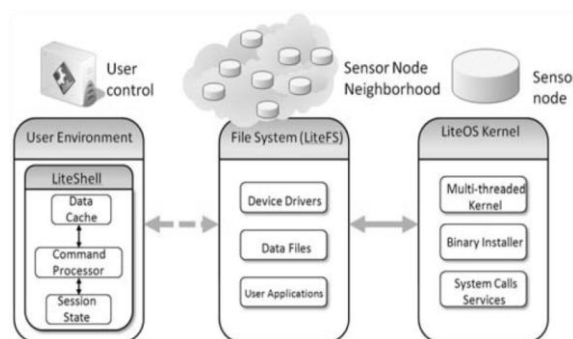 User
control
Sensor Node
Neighborhood
Sensor
node
User Environment
LiteShell
Data
Cache
Command
Processor
Session
State
File System (LiteFS)
Device Drivers
Data Files
User Applications
LiteOS Kernel
Multi-threaded
Kernel
Binary Installer
System Calls
Services